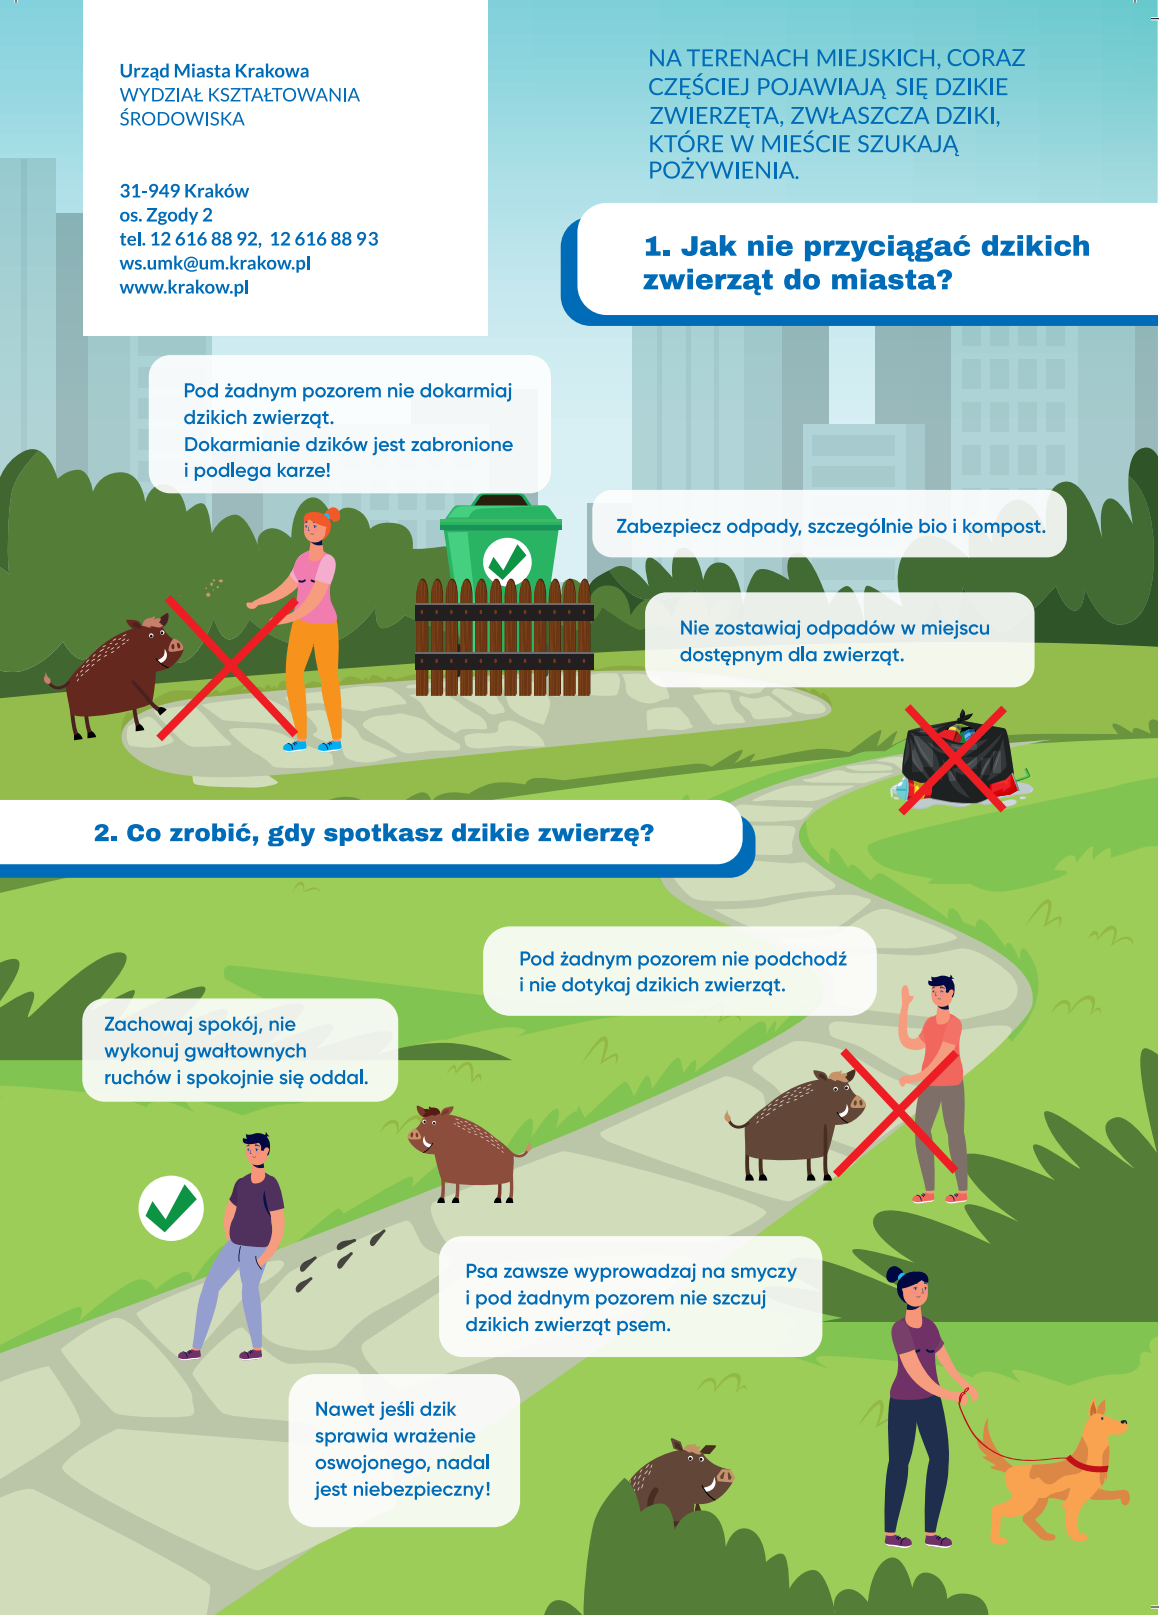 Urząd Miasta Krakowa
WYDZIAŁ KSZTAŁTOWANIA
ŚRODOWISKA
31-949 Kraków
os. Zgody 2
tel. 12 616 88 92, 12 616 88 93
ws.umk@um.krakow.pl
www.krakow.pl
NA TERENACH MIEJSKICH, CORAZ
CZĘŚCIEJ POJAWIAJĄ SIĘ DZIKIE
ZWIERZĘTA, ZWŁASZCZA DZIKI,
KTÓRE W MIEŚCIE SZUKAJĄ
POŻYWIENIA.
1. Jak nie przyciągać dzikich
zwierząt do miasta?
Pod żadnym pozorem nie dokarmiaj
dzikich zwierząt.
Dokarmianie dzików jest zabronione
i podlega karze!
Zabezpiecz odpady, szczególnie bio i kompost.
Nie zostawiaj odpadów w miejscu
dostępnym dla zwierząt.
2. Co zrobić, gdy spotkasz dzikie zwierzę?
Pod żadnym pozorem nie podchodź
i nie dotykaj dzikich zwierząt.
Zachowaj spokój, nie
wykonuj gwałtownych
ruchów i spokojnie się oddal.
Psa zawsze wyprowadzaj na smyczy
i pod żadnym pozorem nie szczuj
dzikich zwierząt psem.
Nawet jeśli dzik
sprawia wrażenie
oswojonego, nadal
jest niebezpieczny!